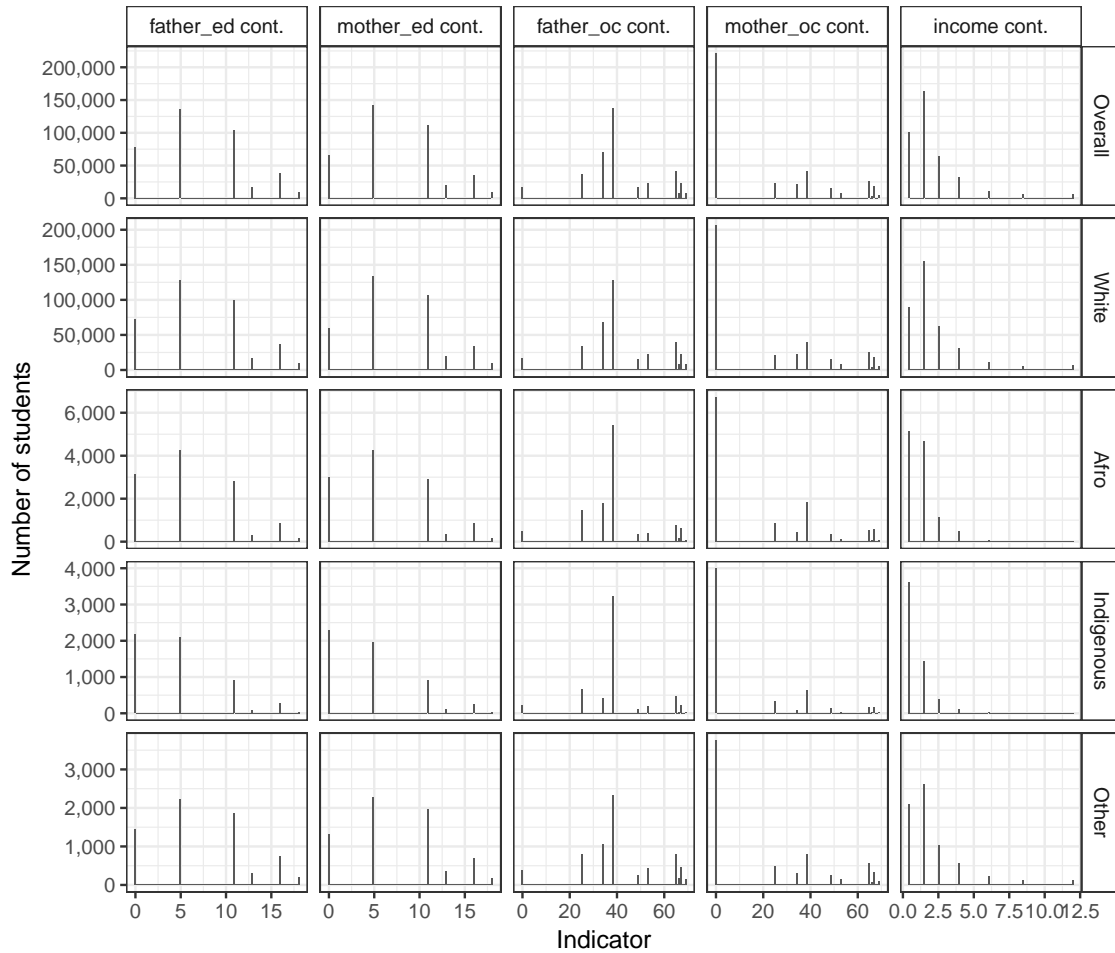 father_ed cont. mother_ed cont. father_oc cont. mother_oc cont. income cont.
200,000
150,000
100,000
50,000
0
Overall
200,000
150,000
100,000
50,000
0
White
6,000
4,000
2,000
0
Afro
4,000
3,000
2,000
1,000
0
Indigenous
3,000
2,000
1,000
0
Other
Number of students
0 5 10 15 0 5 10 15 0 20 40 60 0 20 40 60 0.0 2.5 5.0 7.5 10.0 12.5
Indicator